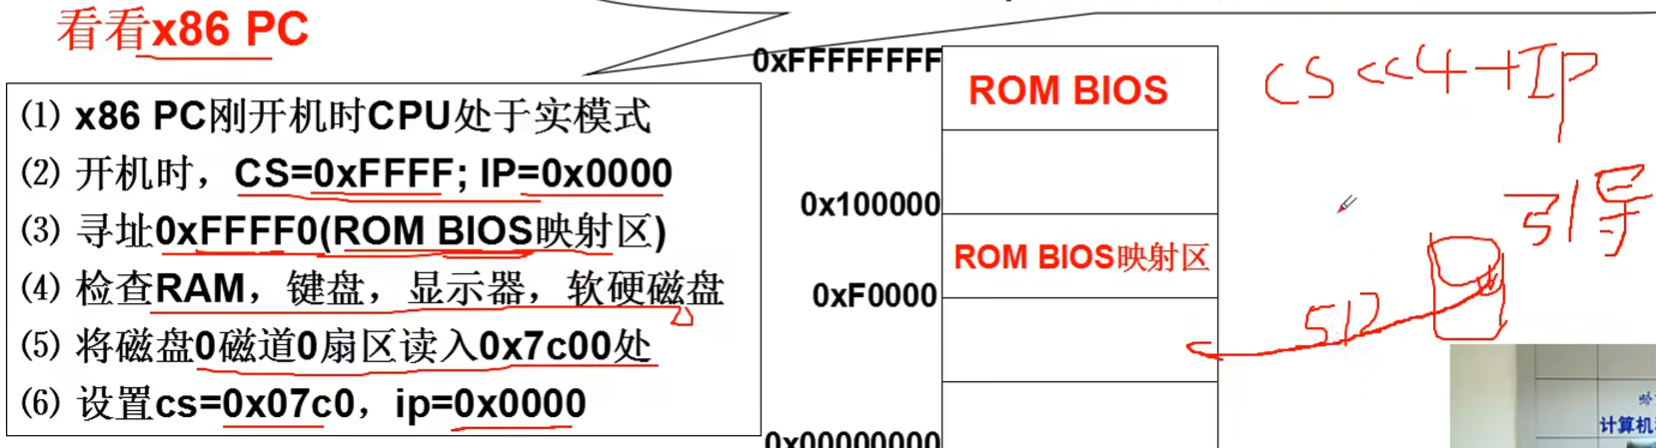 看看x86 PC
(1) x86 PC刚开机时CPU处于实模式
(2) 开机时，CS=0xFFFF; IP=0x0000
(3) 寻址0xFFFF0(ROM BIOS映射区)
(4) 检查RAM，键盘，显示器，软硬磁盘
(5) 将磁盘0磁道0扇区读入0x7c00处
(6) 设置cs=0x07c0，ip=0x0000
0xFFFFFFFF
ROM BIOS
0x100000
ROM BIOS映射区
0xF0000
0x00000000
CS<<4+IP
引导
512
计算机